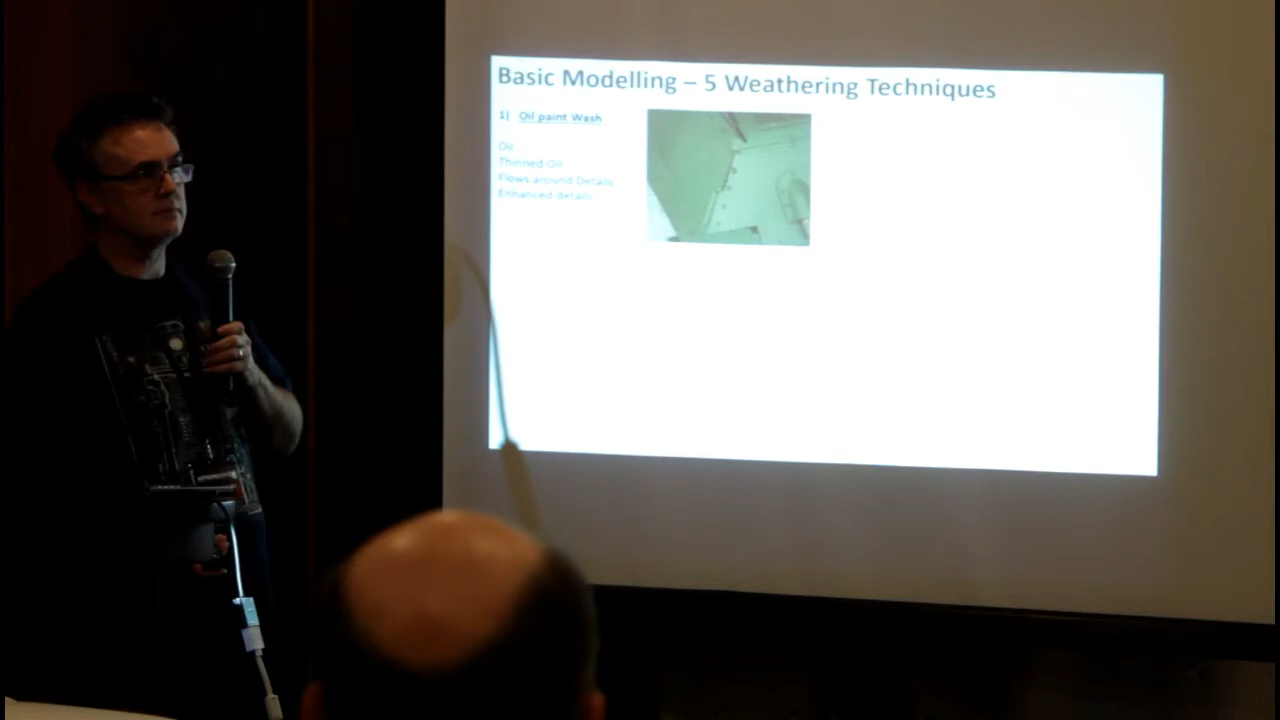 Basic Modelling – 5 Weathering Techniques
1) Oil paint Wash
Oil
Thinned Oil
Flows around Details
Enhanced details